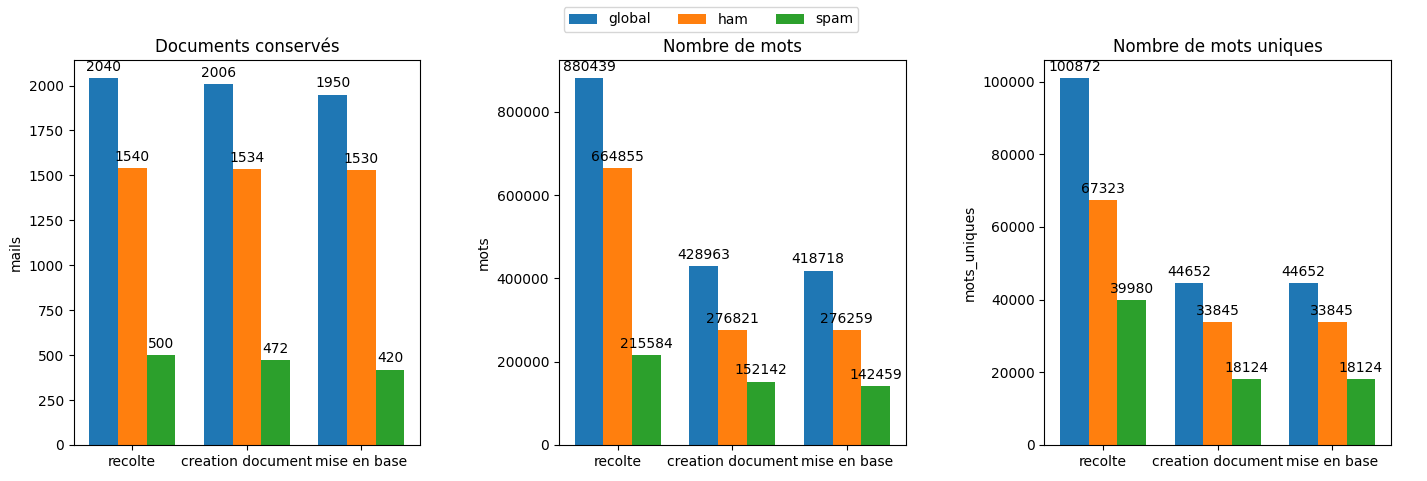 global ham spam
Documents conservés
mails
2000
1750
1500
1250
1000
750
500
250
0
2040 2006 1950
1540 1534 1530
500 472 420
recolte creation document mise en base
Nombre de mots
mots
800000
600000
400000
200000
0
880439 428963 418718
664855 276821 276259
215584 152142 142459
recolte creation document mise en base
Nombre de mots uniques
mots_uniques
100000
80000
60000
40000
20000
0
100872 44652 44652
67323 33845 33845
39980 18124 18124
recolte creation document mise en base